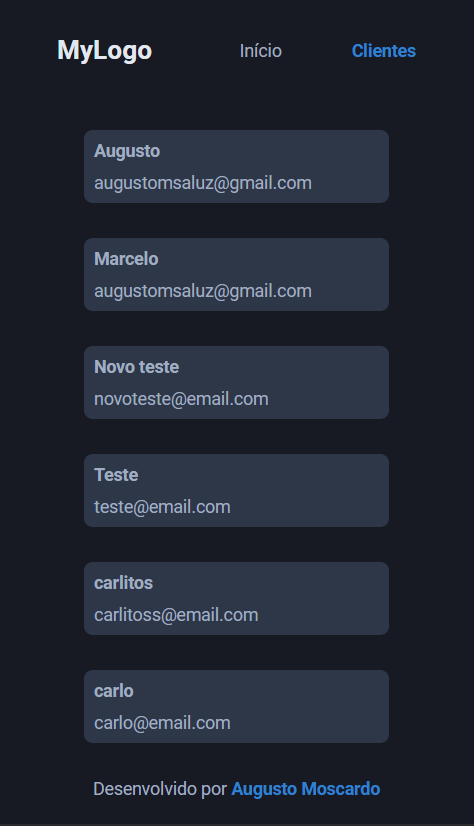 MyLogo Início Clientes
Augusto
augustomsaluz@gmail.com
Marcelo
augustomsaluz@gmail.com
Novo teste
novoteste@email.com
Teste
teste@email.com
carlitos
carlitoss@email.com
carlo
carlo@email.com
Desenvolvido por Augusto Moscardo